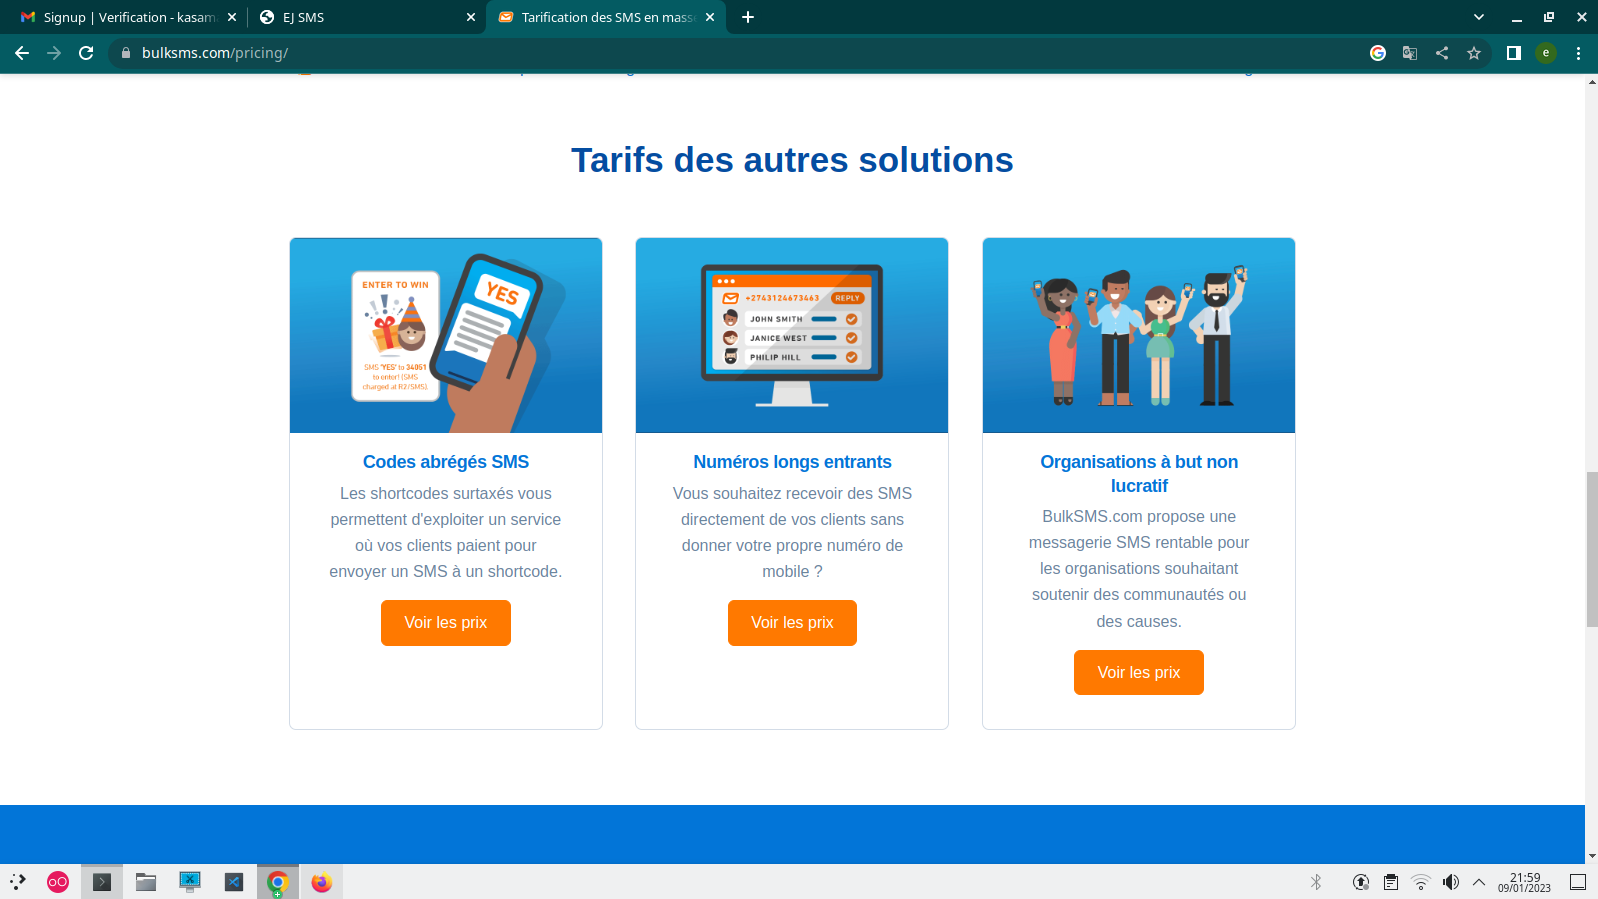 Signup | Verification - kasam
EJ SMS
Tarification des SMS en masse
bulksms.com/pricing/
e
Tarifs des autres solutions
ENTER TO WIN
SMS "YES" to 34051
to enter! (SMS
charged at R2/SMS).
YES
+2743124673463
REPLY
JOHN SMITH
JANICE WEST
PHILIP HILL
Codes abrégés SMS
Les shortcodes surtaxés vous
permettent d'exploiter un service
où vos clients paient pour
envoyer un SMS à un shortcode.
Voir les prix
Numéros longs entrants
Vous souhaitez recevoir des SMS
directement de vos clients sans
donner votre propre numéro de
mobile ?
Voir les prix
Organisations à but non
lucratif
BulkSMS.com propose une
messagerie SMS rentable pour
les organisations souhaitant
soutenir des communautés ou
des causes.
Voir les prix
21:59
09/01/2023